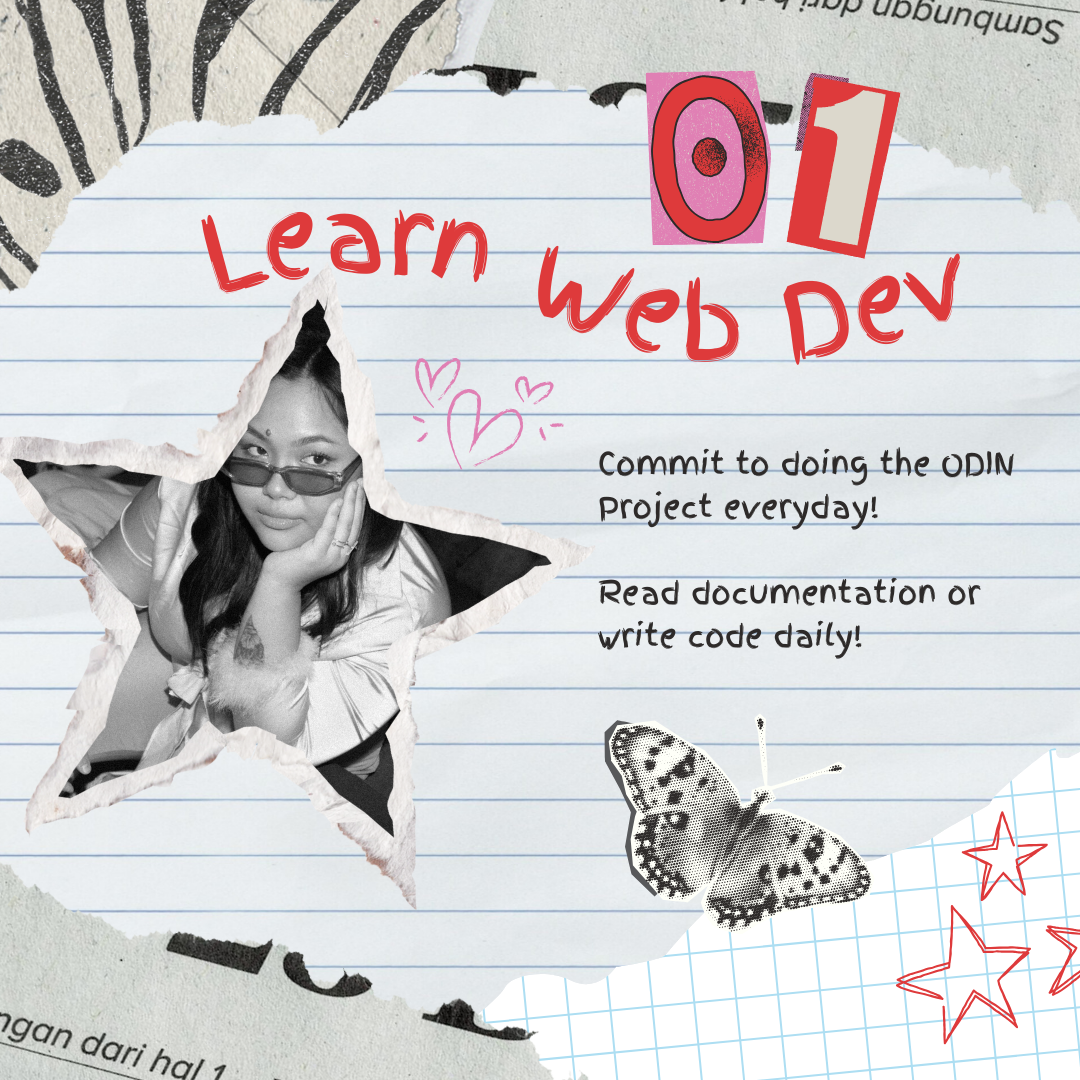 Sambungan dari hal
01
Learn
Web Dev
Commit to doing the ODIN
Project everyday!
Read documentation or
write code daily!
ngan dari hal 1